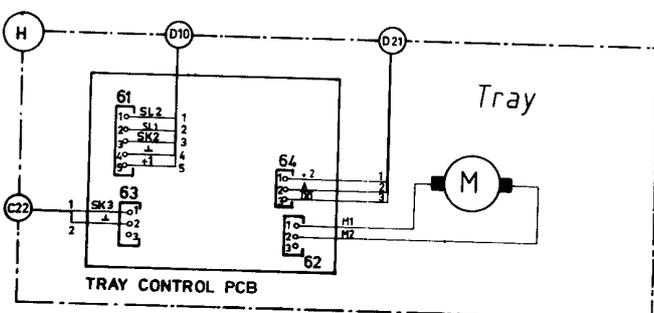 H
D10
D21
Tray
61
1 SL2 1
2 SL1 2
3 SK2 3
4 ⊥ 4
5 +1 5
64
1 +2 1
2 2
3 3
M
63
C22
1 SK3 1
2 ⊥ 2
3
1 M1
2 M2
3
62
TRAY CONTROL PCB